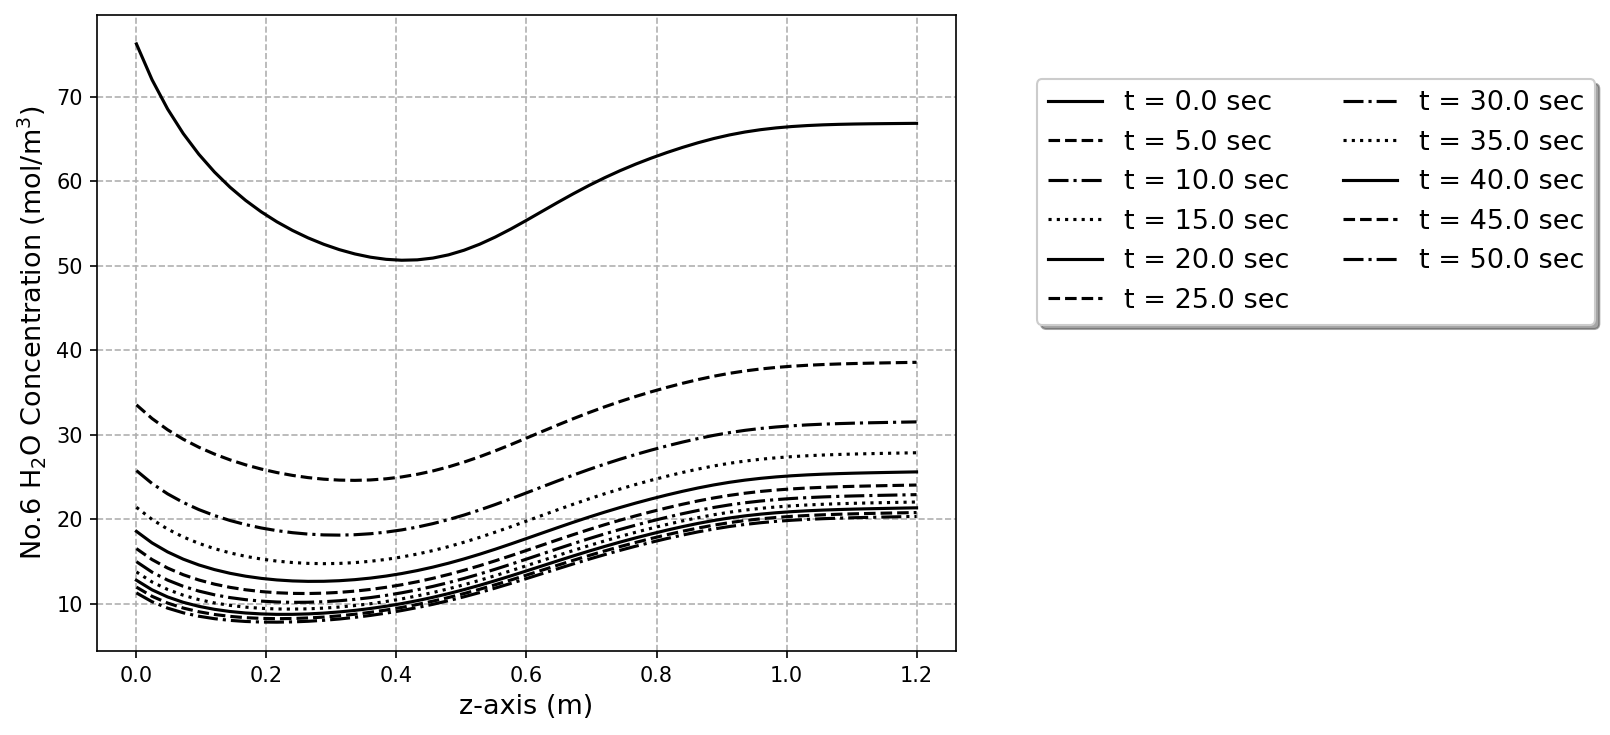 No.6 H₂O Concentration (mol/m³)
70
60
50
40
30
20
10
0.0 0.2 0.4 0.6 0.8 1.0 1.2
z-axis (m)
t = 0.0 sec
t = 5.0 sec
t = 10.0 sec
t = 15.0 sec
t = 20.0 sec
t = 25.0 sec
t = 30.0 sec
t = 35.0 sec
t = 40.0 sec
t = 45.0 sec
t = 50.0 sec